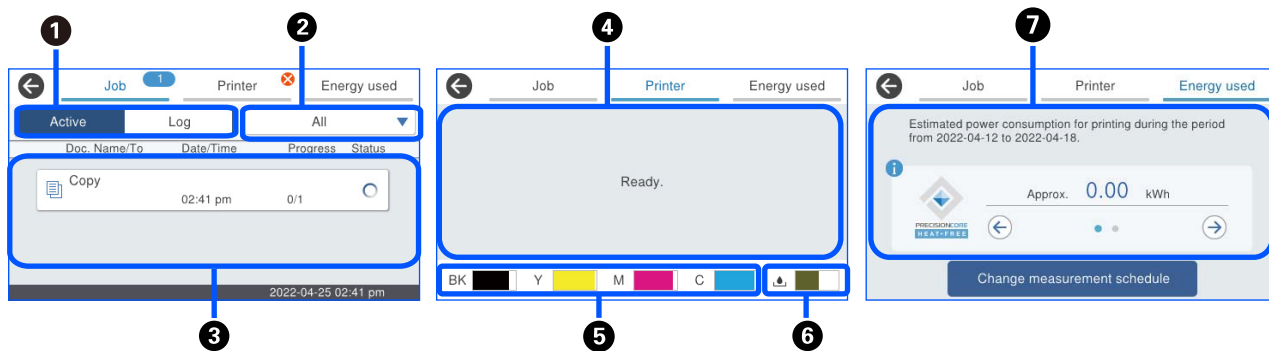 1
2
4
7
Job 1 Printer Energy used
Active Log All
Doc. Name/To Date/Time Progress Status
Copy
02:41 pm 0/1
2022-04-25 02:41 pm
3
Job Printer Energy used
Ready.
BK Y M C
5
6
Job Printer Energy used
Estimated power consumption for printing during the period
from 2022-04-12 to 2022-04-18.
i
Approx. 0.00 kWh
PRECISIONCORE
HEAT-FREE
Change measurement schedule